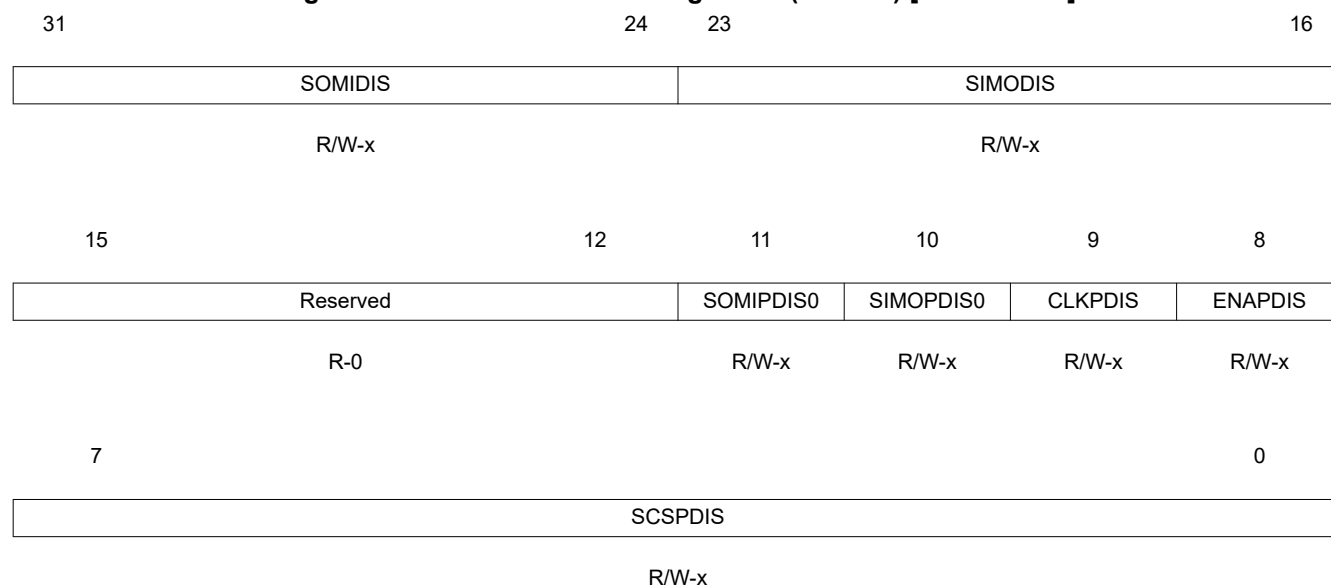 31 24 23 16
SOMIDIS SIMODIS
R/W-x R/W-x
15 12 11 10 9 8
Reserved SOMIPDIS0 SIMOPDIS0 CLKPDIS ENAPDIS
R-0 R/W-x R/W-x R/W-x R/W-x
7 0
SCSPDIS
R/W-x